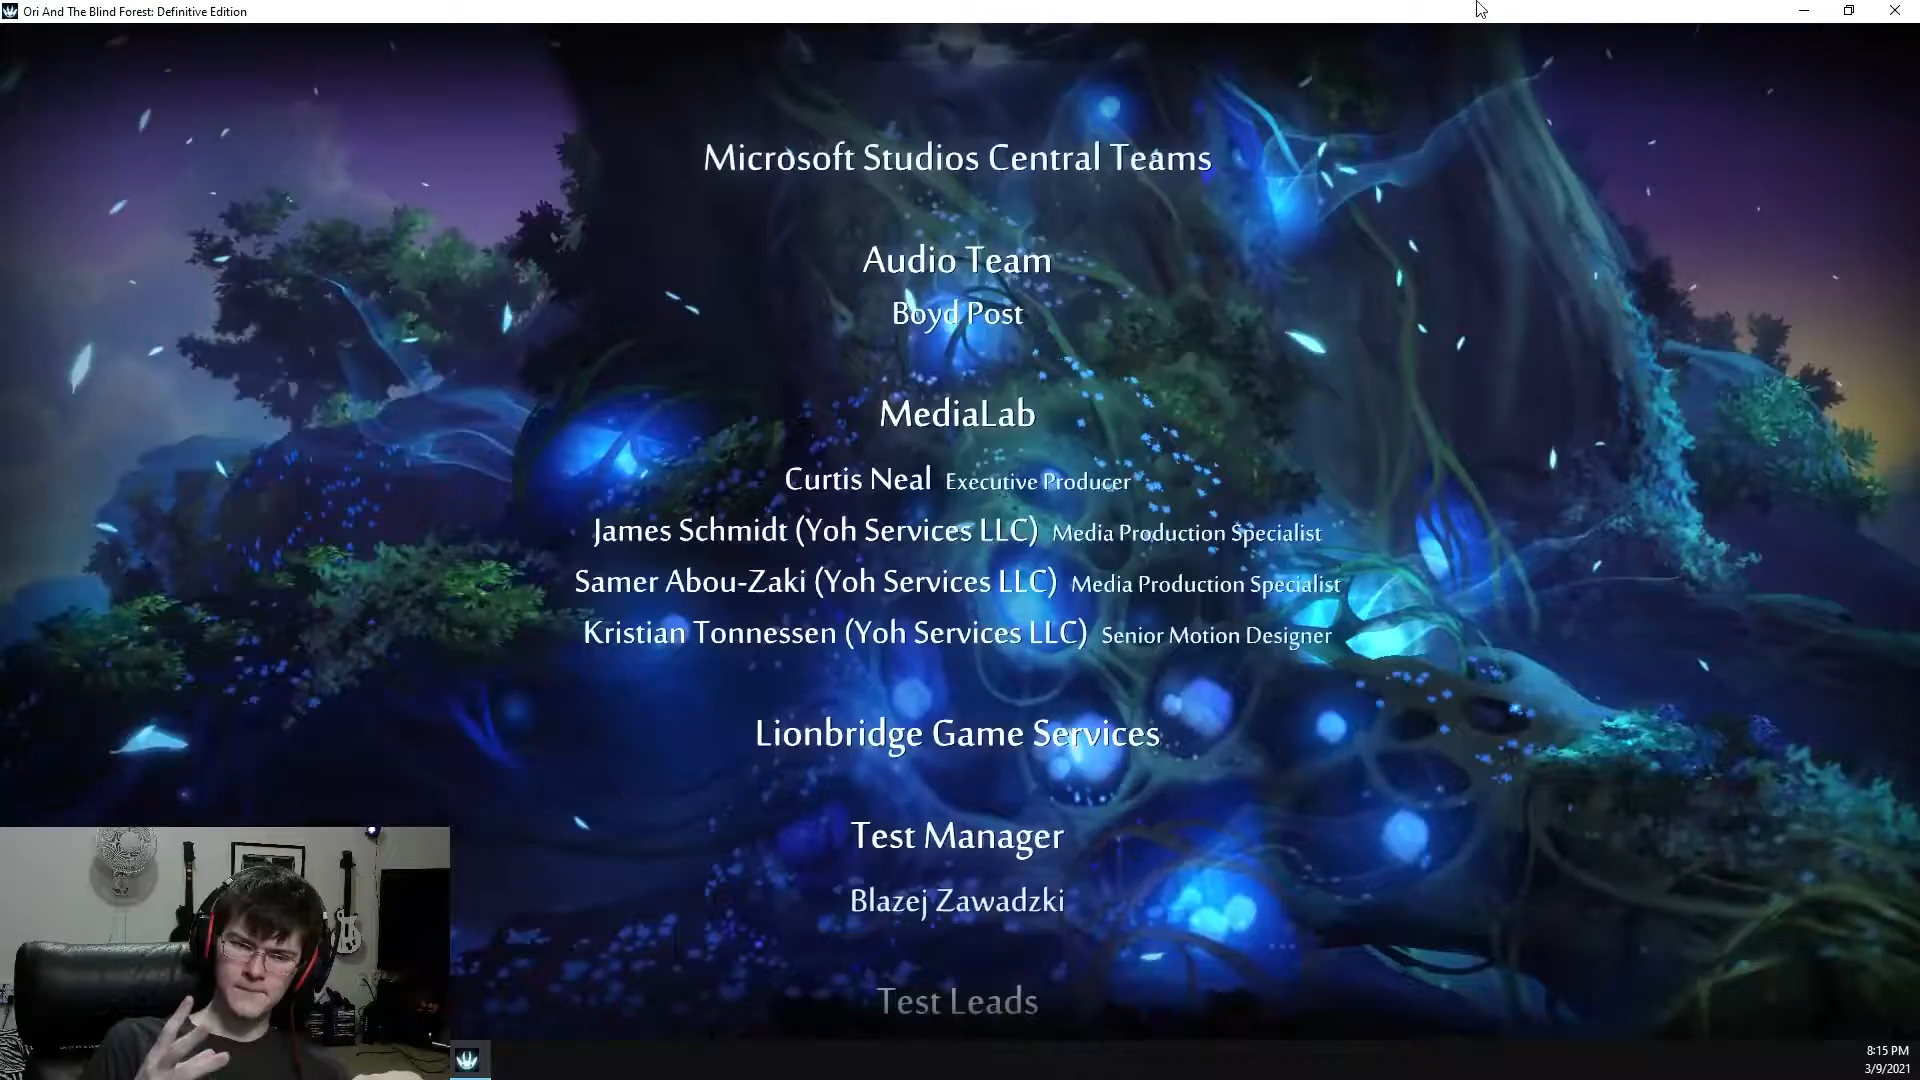 Ori And The Blind Forest: Definitive Edition
Microsoft Studios Central Teams
Audio Team
Boyd Post
MediaLab
Curtis Neal Executive Producer
James Schmidt (Yoh Services LLC) Media Production Specialist
Samer Abou-Zaki (Yoh Services LLC) Media Production Specialist
Kristian Tonnessen (Yoh Services LLC) Senior Motion Designer
Lionbridge Game Services
Test Manager
Blazej Zawadzki
Test Leads
8:15 PM
3/9/2021